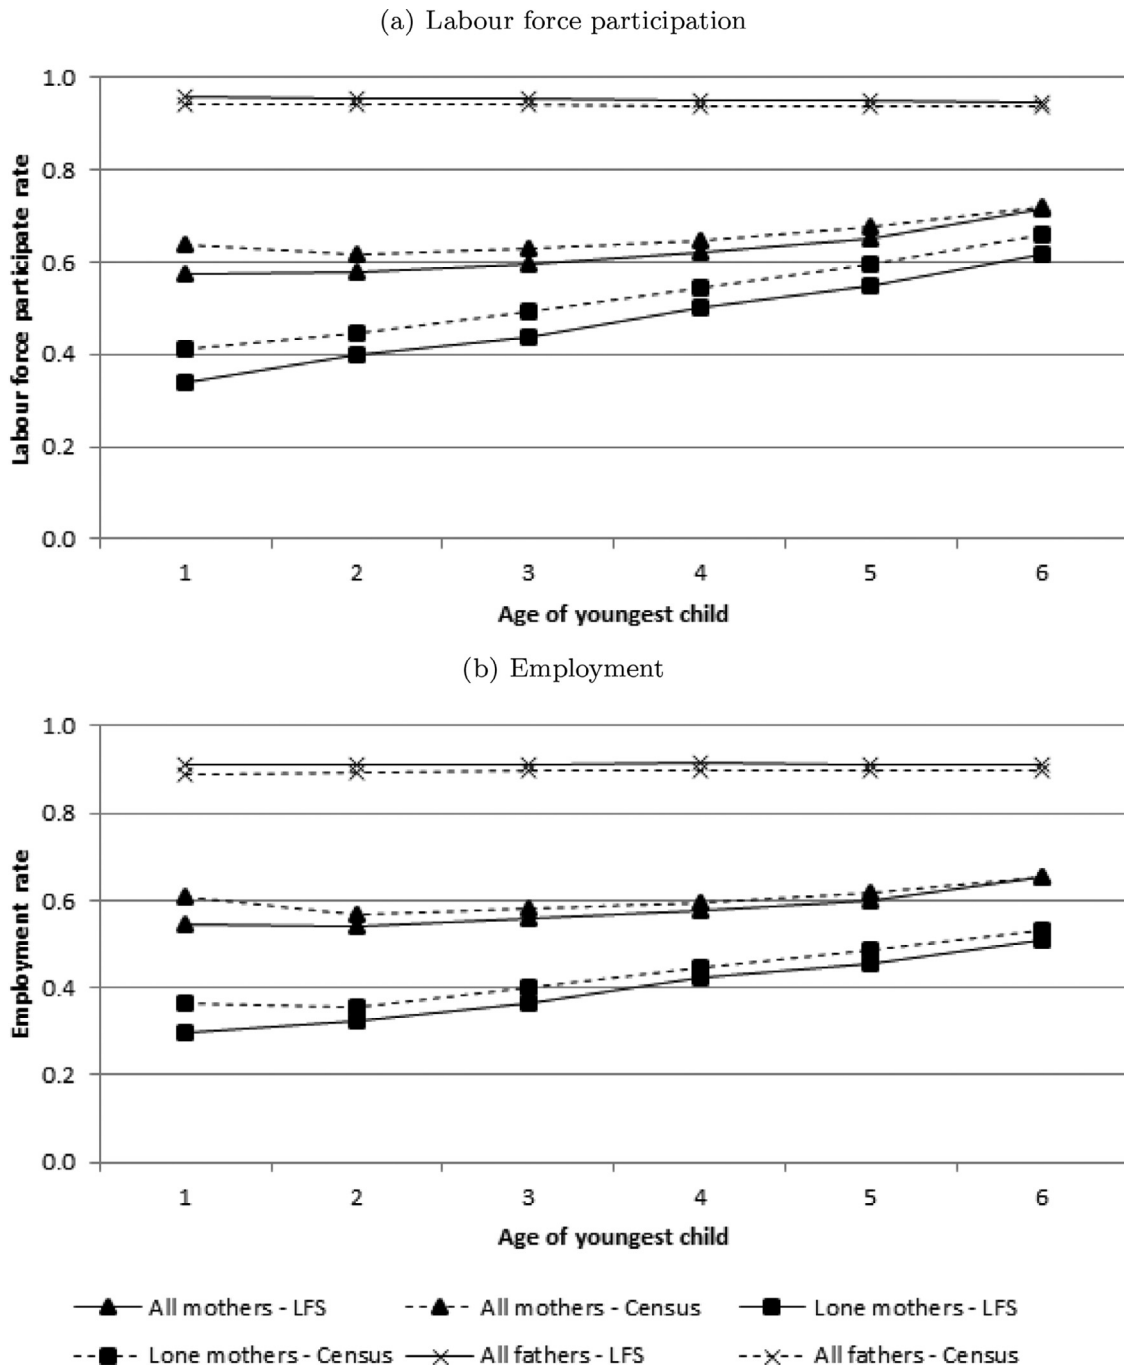 (a) Labour force participation
1.0
0.8
0.6
0.4
0.2
0.0
Labour force participate rate
1 2 3 4 5 6
Age of youngest child
(b) Employment
1.0
0.8
0.6
0.4
0.2
0.0
Employment rate
1 2 3 4 5 6
Age of youngest child
All mothers - LFS All mothers - Census Lone mothers - LFS
Lone mothers - Census All fathers - LFS All fathers - Census